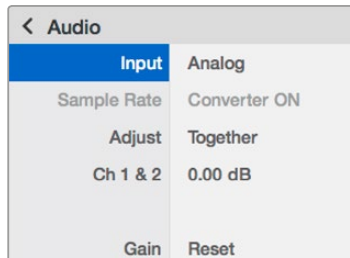 < Audio
Input Analog
Sample Rate Converter ON
Adjust Together
Ch 1 & 2 0.00 dB
Gain Reset